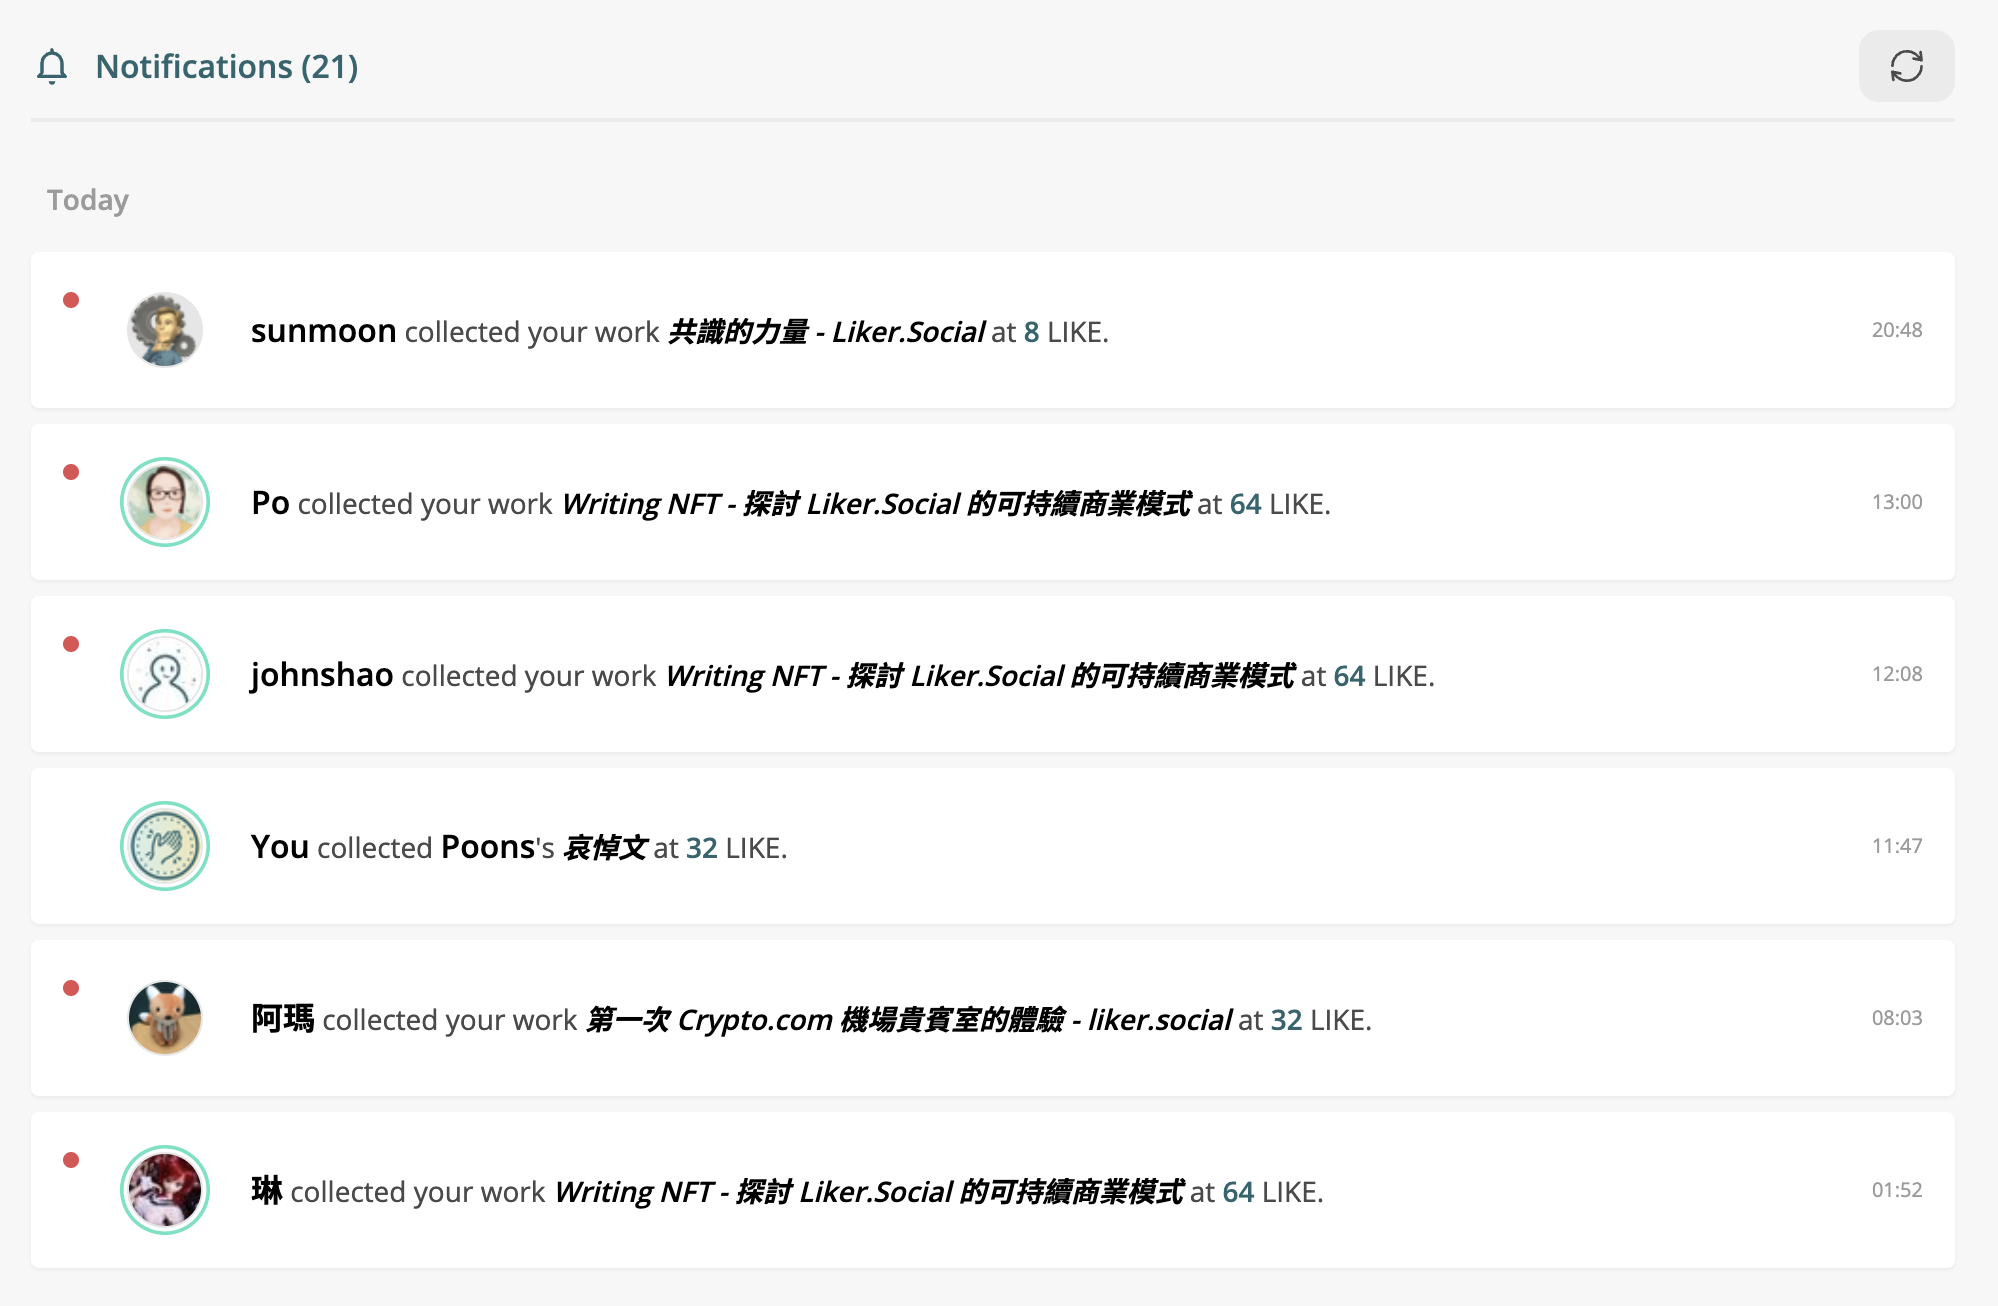 Notifications (21)
Today
sunmoon collected your work 共識的力量 - Liker.Social at 8 LIKE. 20:48
Po collected your work Writing NFT - 探討 Liker.Social 的可持續商業模式 at 64 LIKE. 13:00
johnshao collected your work Writing NFT - 探討 Liker.Social 的可持續商業模式 at 64 LIKE. 12:08
You collected Poons's 哀悼文 at 32 LIKE. 11:47
阿瑪 collected your work 第一次 Crypto.com 機場貴賓室的體驗 - liker.social at 32 LIKE. 08:03
琳 collected your work Writing NFT - 探討 Liker.Social 的可持續商業模式 at 64 LIKE. 01:52